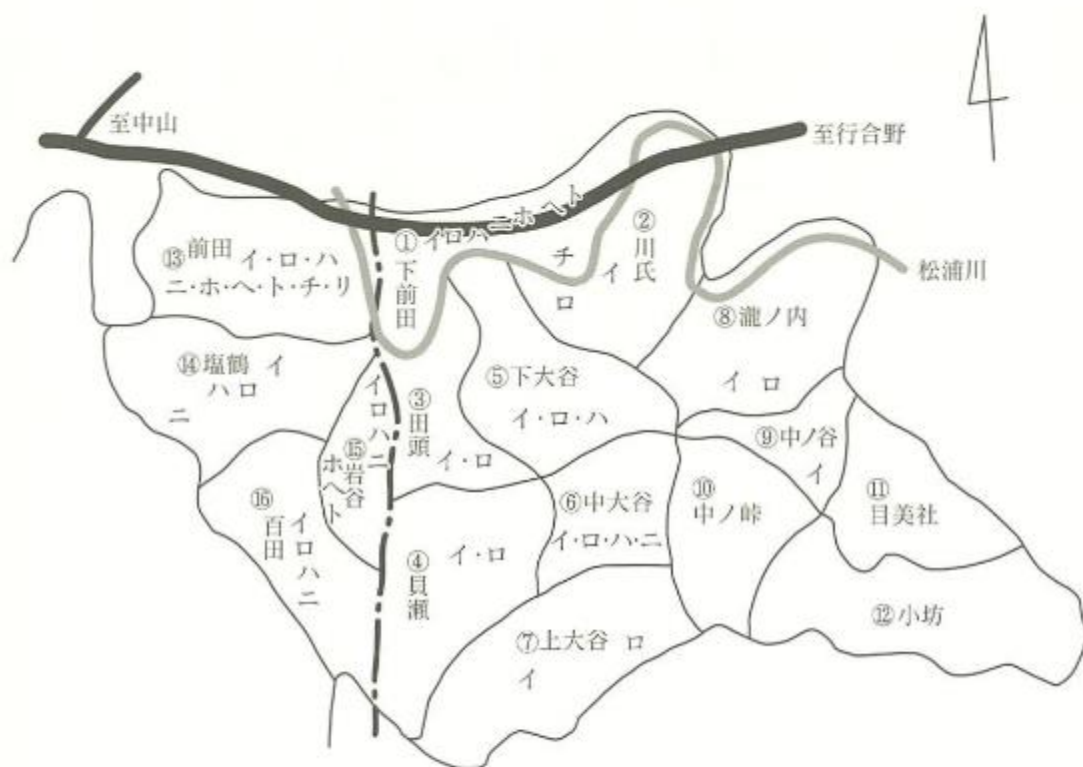 至中山
至行合野
松浦川
①下前田
イロハニホヘト
②川氏
イ
チ
ロ
⑬前田 イ・ロ・ハ
ニ・ホ・ヘ・ト・チ・リ
⑧瀧ノ内
イ ロ
⑭塩鶴 イ
ハ ロ
ニ
③田頭
イ・ロ
⑤下大谷
イ・ロ・ハ
⑮岩谷
イロハニ
ホヘト
⑨中ノ谷
イ
⑯百田
イロハニ
④貝瀬
イ・ロ
⑥中大谷
イ・ロ・ハ・ニ
⑩
中ノ峠
⑪
目美社
⑦上大谷 ロ
イ
⑫小坊